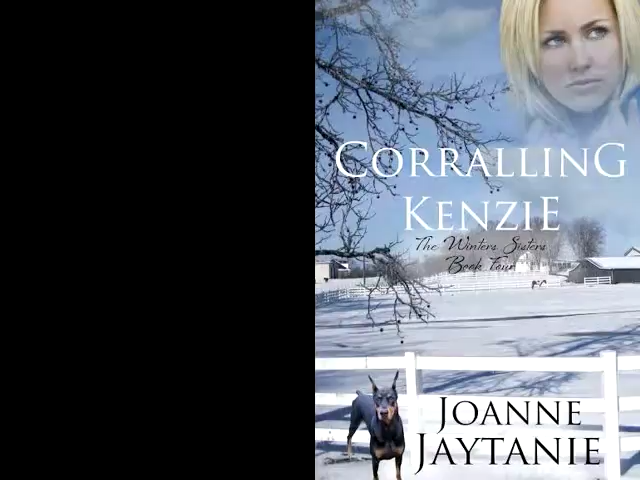 CORRALLING
KENZIE
The Winters Sisters
Book Four
JOANNE
JAYTANIE